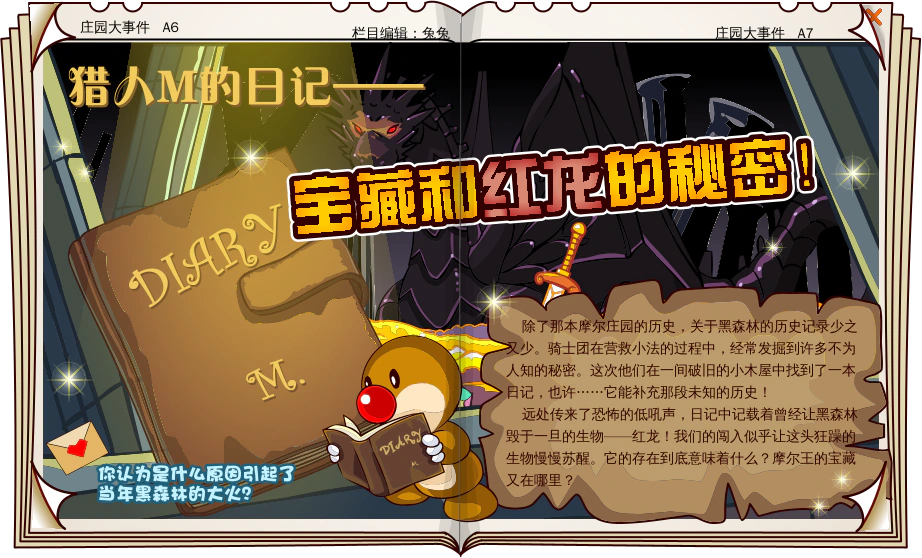 庄园大事件 A6
栏目编辑：兔兔
庄园大事件 A7
猎人M的日记——
宝藏和红龙的秘密！
DIARY
M.
除了那本摩尔庄园的历史，关于黑森林的历史记录少之
又少。骑士团在营救小法的过程中，经常发掘到许多不为
人知的秘密。这次他们在一间破旧的小木屋中找到了一本
日记，也许……它能补充那段未知的历史！
远处传来了恐怖的低吼声，日记中记载着曾经让黑森林
毁于一旦的生物——红龙！我们的闯入似乎让这头狂躁的
生物慢慢苏醒。它的存在到底意味着什么？摩尔王的宝藏
又在哪里？
DIARY
M.
你认为是什么原因引起了
当年黑森林的大火?